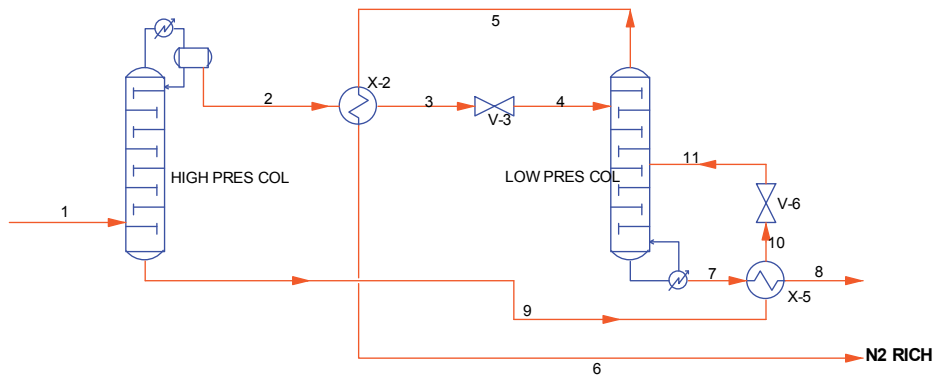 5
X-2
2
3
4
V-3
HIGH PRES COL
LOW PRES COL
11
V-6
1
10
7
8
X-5
9
6
N2 RICH